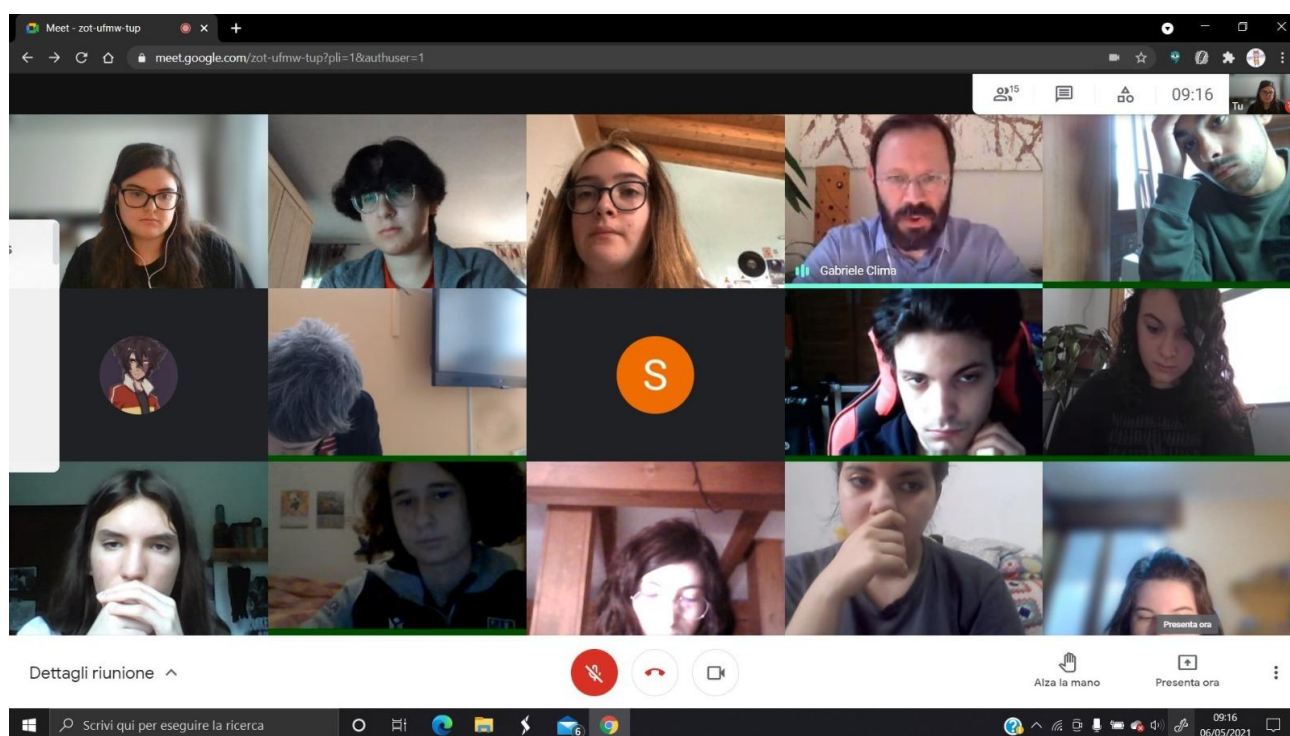 Meet - zot-ufmw-tup
meet.google.com/zot-ufmw-tup?pli=1&authuser=1
15
09:16
Tu
s
Gabriele Clima
S
Presenta ora
Dettagli riunione
Alza la mano
Presenta ora
Scrivi qui per eseguire la ricerca
6
09:16
06/05/2021